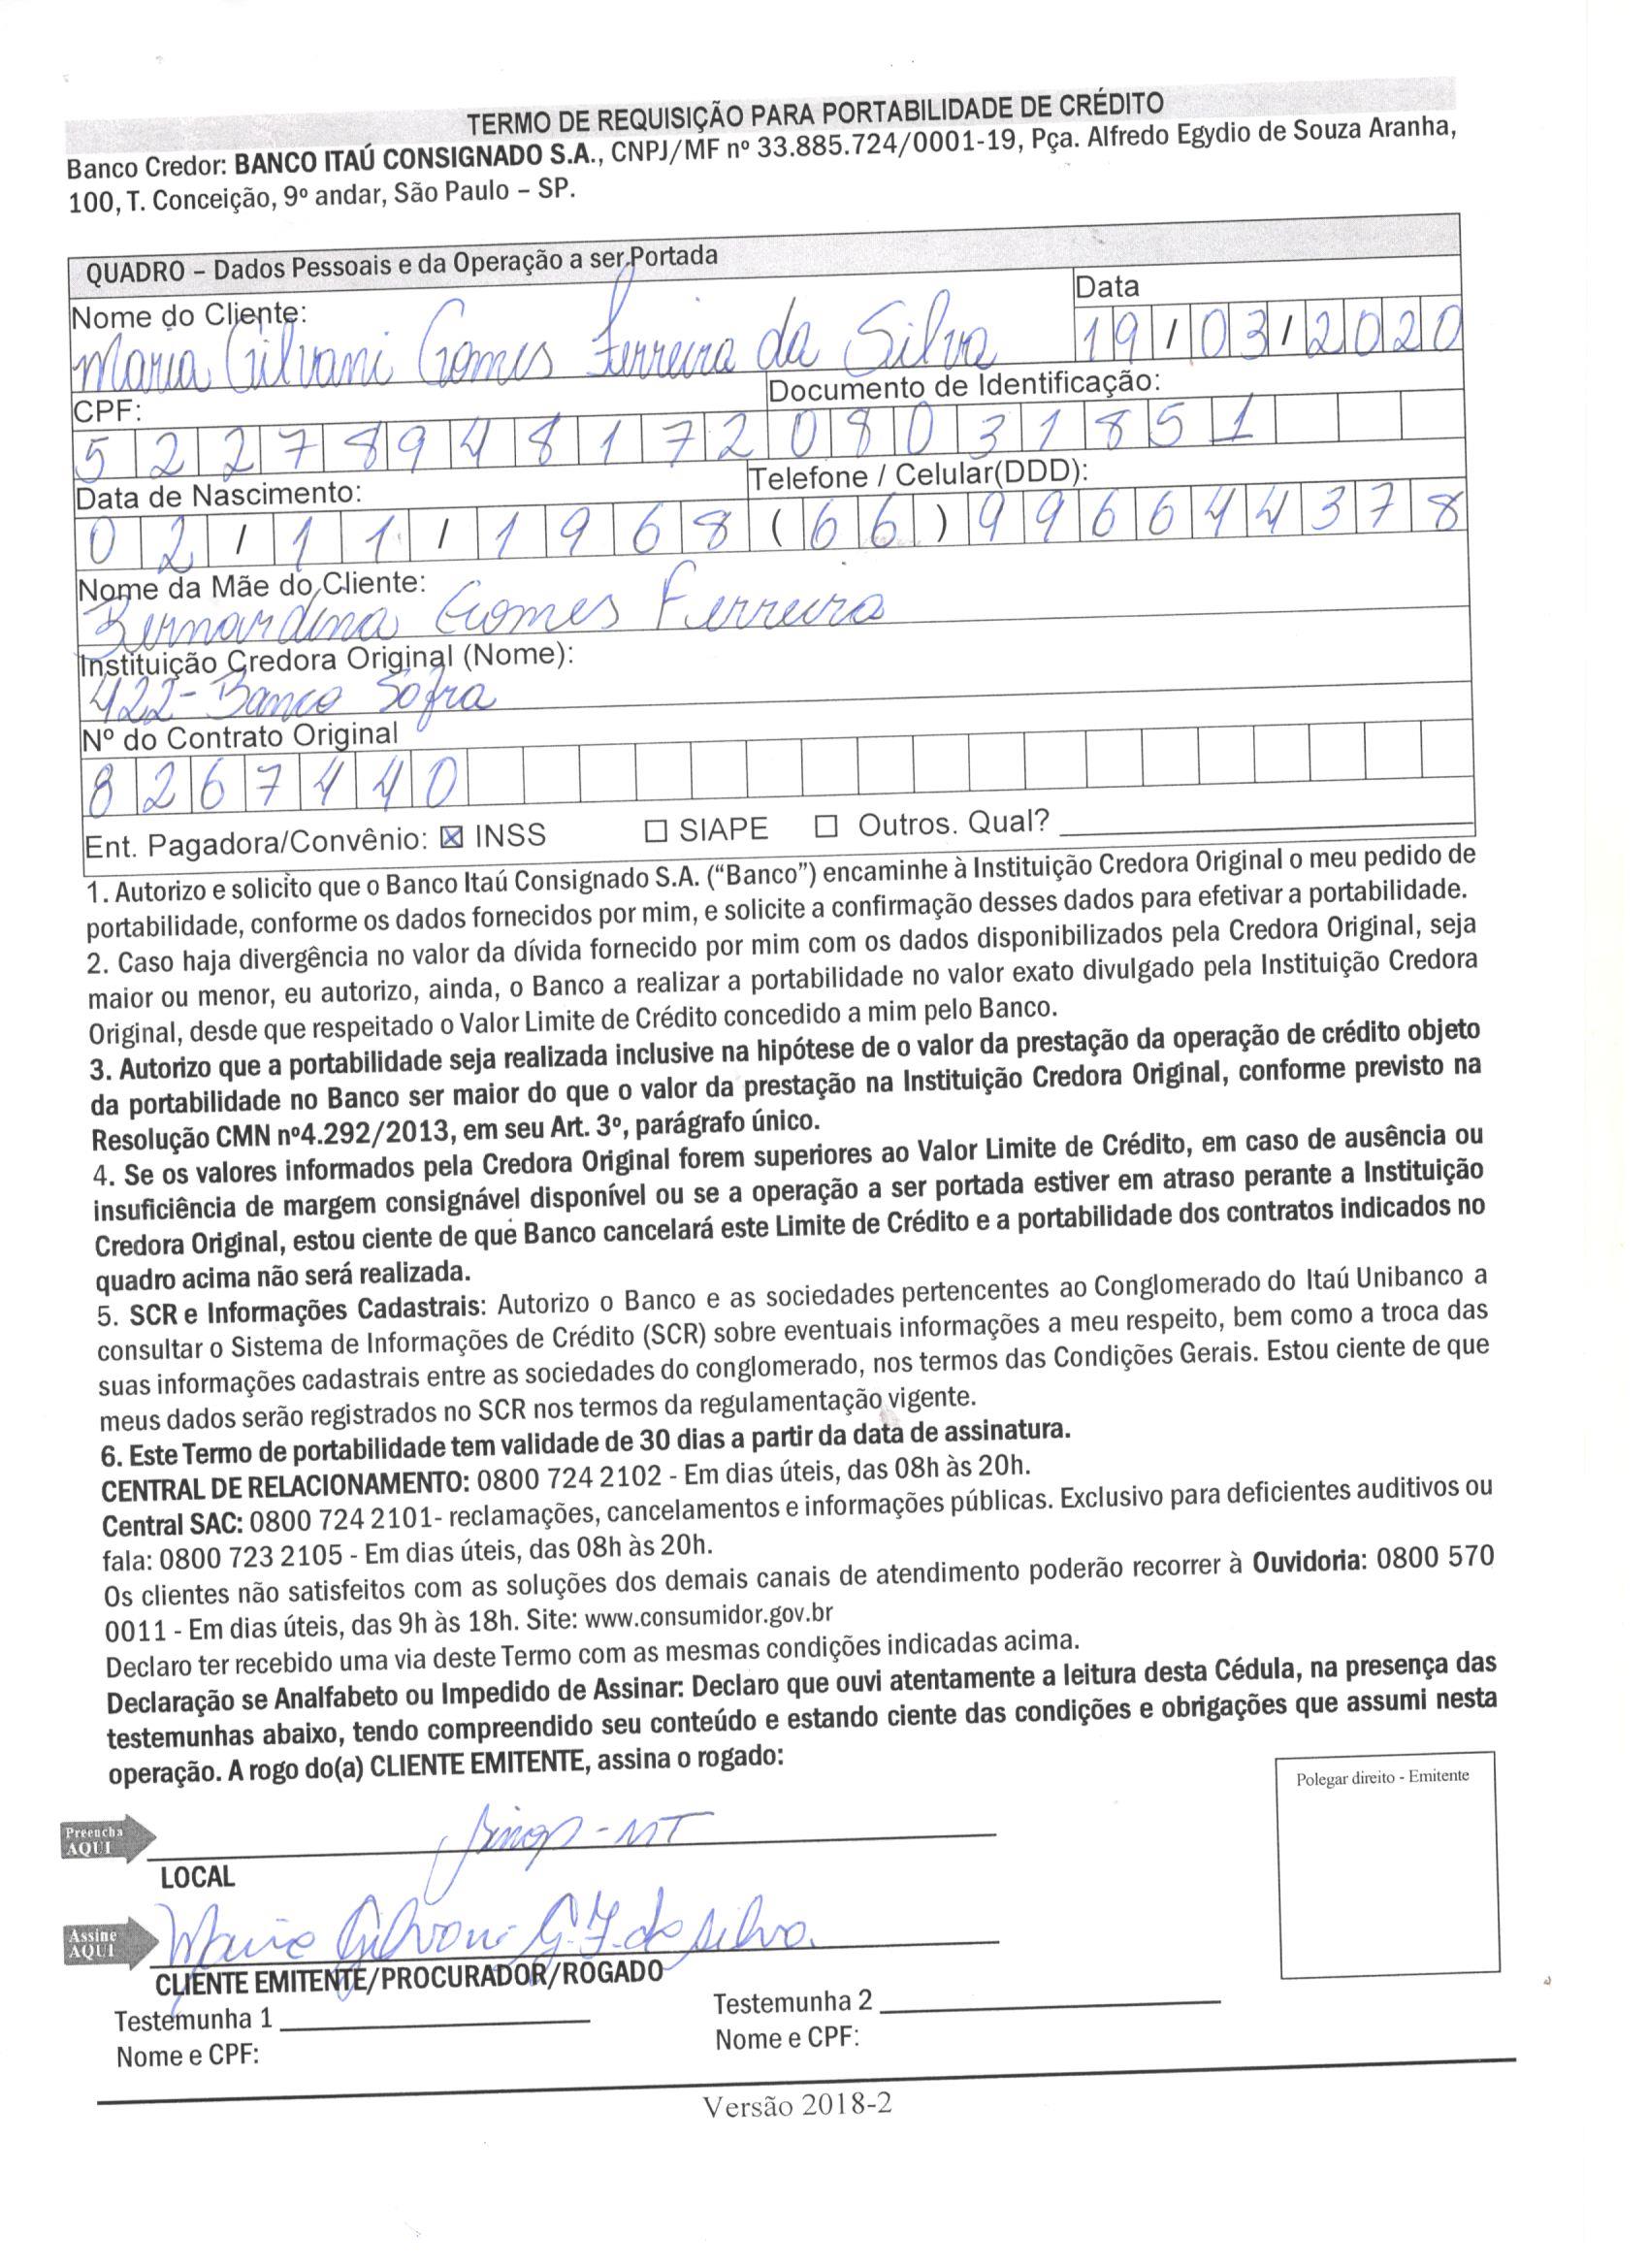 TERMO DE REQUISIÇÃO PARA PORTABILIDADE DE CRÉDITO
Banco Credor: BANCO ITAÚ CONSIGNADO S.A., CNPJ/MF nº 33.885.724/0001-19, Pça. Alfredo Egydio de Souza Aranha,
100, T. Conceição, 9º andar, São Paulo – SP.
QUADRO – Dados Pessoais e da Operação a ser Portada
Nome do Cliente: Data
Maria Gilvani Gomes Ferreira da Silva 19/03/2020
CPF: Documento de Identificação:
52278948172 08031851
Data de Nascimento: Telefone / Celular(DDD):
02/11/1968 (66) 996644378
Nome da Mãe do Cliente:
Bernardina Gomes Ferreira
Instituição Credora Original (Nome):
422- Banco Safra
Nº do Contrato Original
8267440
Ent. Pagadora/Convênio: ☒ INSS ☐ SIAPE ☐ Outros. Qual?
1. Autorizo e solicito que o Banco Itaú Consignado S.A. (“Banco”) encaminhe à Instituição Credora Original o meu pedido de
portabilidade, conforme os dados fornecidos por mim, e solicite a confirmação desses dados para efetivar a portabilidade.
2. Caso haja divergência no valor da dívida fornecido por mim com os dados disponibilizados pela Credora Original, seja
maior ou menor, eu autorizo, ainda, o Banco a realizar a portabilidade no valor exato divulgado pela Instituição Credora
Original, desde que respeitado o Valor Limite de Crédito concedido a mim pelo Banco.
3. Autorizo que a portabilidade seja realizada inclusive na hipótese de o valor da prestação da operação de crédito objeto
da portabilidade no Banco ser maior do que o valor da prestação na Instituição Credora Original, conforme previsto na
Resolução CMN nº4.292/2013, em seu Art. 3º, parágrafo único.
4. Se os valores informados pela Credora Original forem superiores ao Valor Limite de Crédito, em caso de ausência ou
insuficiência de margem consignável disponível ou se a operação a ser portada estiver em atraso perante a Instituição
Credora Original, estou ciente de que Banco cancelará este Limite de Crédito e a portabilidade dos contratos indicados no
quadro acima não será realizada.
5. SCR e Informações Cadastrais: Autorizo o Banco e as sociedades pertencentes ao Conglomerado do Itaú Unibanco a
consultar o Sistema de Informações de Crédito (SCR) sobre eventuais informações a meu respeito, bem como a troca das
suas informações cadastrais entre as sociedades do conglomerado, nos termos das Condições Gerais. Estou ciente de que
meus dados serão registrados no SCR nos termos da regulamentação vigente.
6. Este Termo de portabilidade tem validade de 30 dias a partir da data de assinatura.
CENTRAL DE RELACIONAMENTO: 0800 724 2102 - Em dias úteis, das 08h às 20h.
Central SAC: 0800 724 2101- reclamações, cancelamentos e informações públicas. Exclusivo para deficientes auditivos ou
fala: 0800 723 2105 - Em dias úteis, das 08h às 20h.
Os clientes não satisfeitos com as soluções dos demais canais de atendimento poderão recorrer à Ouvidoria: 0800 570
0011 - Em dias úteis, das 9h às 18h. Site: www.consumidor.gov.br
Declaro ter recebido uma via deste Termo com as mesmas condições indicadas acima.
Declaração se Analfabeto ou Impedido de Assinar: Declaro que ouvi atentamente a leitura desta Cédula, na presença das
testemunhas abaixo, tendo compreendido seu conteúdo e estando ciente das condições e obrigações que assumi nesta
operação. A rogo do(a) CLIENTE EMITENTE, assina o rogado:
Polegar direito - Emitente
Preencha
AQUI
Sinop - MT
LOCAL
Assine
AQUI
Maria Gilvani G. F. da Silva
CLIENTE EMITENTE/PROCURADOR/ROGADO
Testemunha 1 Testemunha 2
Nome e CPF: Nome e CPF:
Versão 2018-2